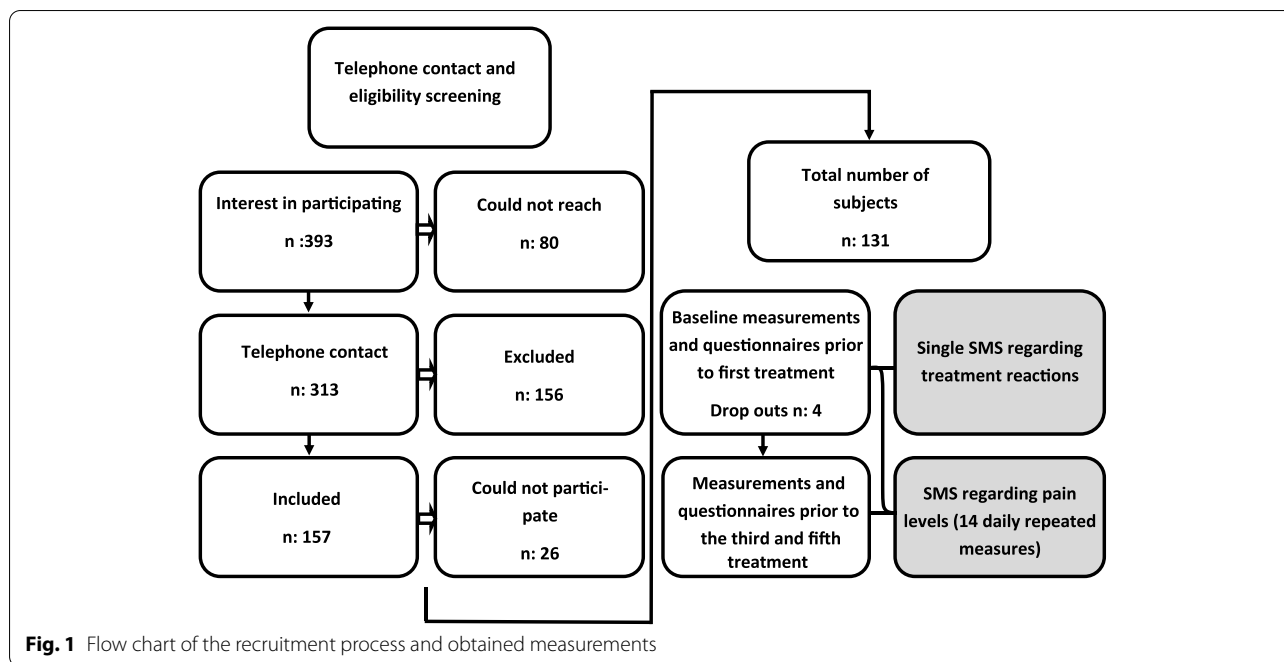 Telephone contact and
eligibility screening
Interest in participating
n :393
Could not reach
n: 80
Telephone contact
n: 313
Excluded
n: 156
Included
n: 157
Could not partici-
pate
n: 26
Total number of
subjects
n: 131
Baseline measurements
and questionnaires prior
to first treatment
Drop outs n: 4
Single SMS regarding
treatment reactions
Measurements and
questionnaires prior to
the third and fifth
treatment
SMS regarding pain
levels (14 daily repeated
measures)
Fig. 1 Flow chart of the recruitment process and obtained measurements